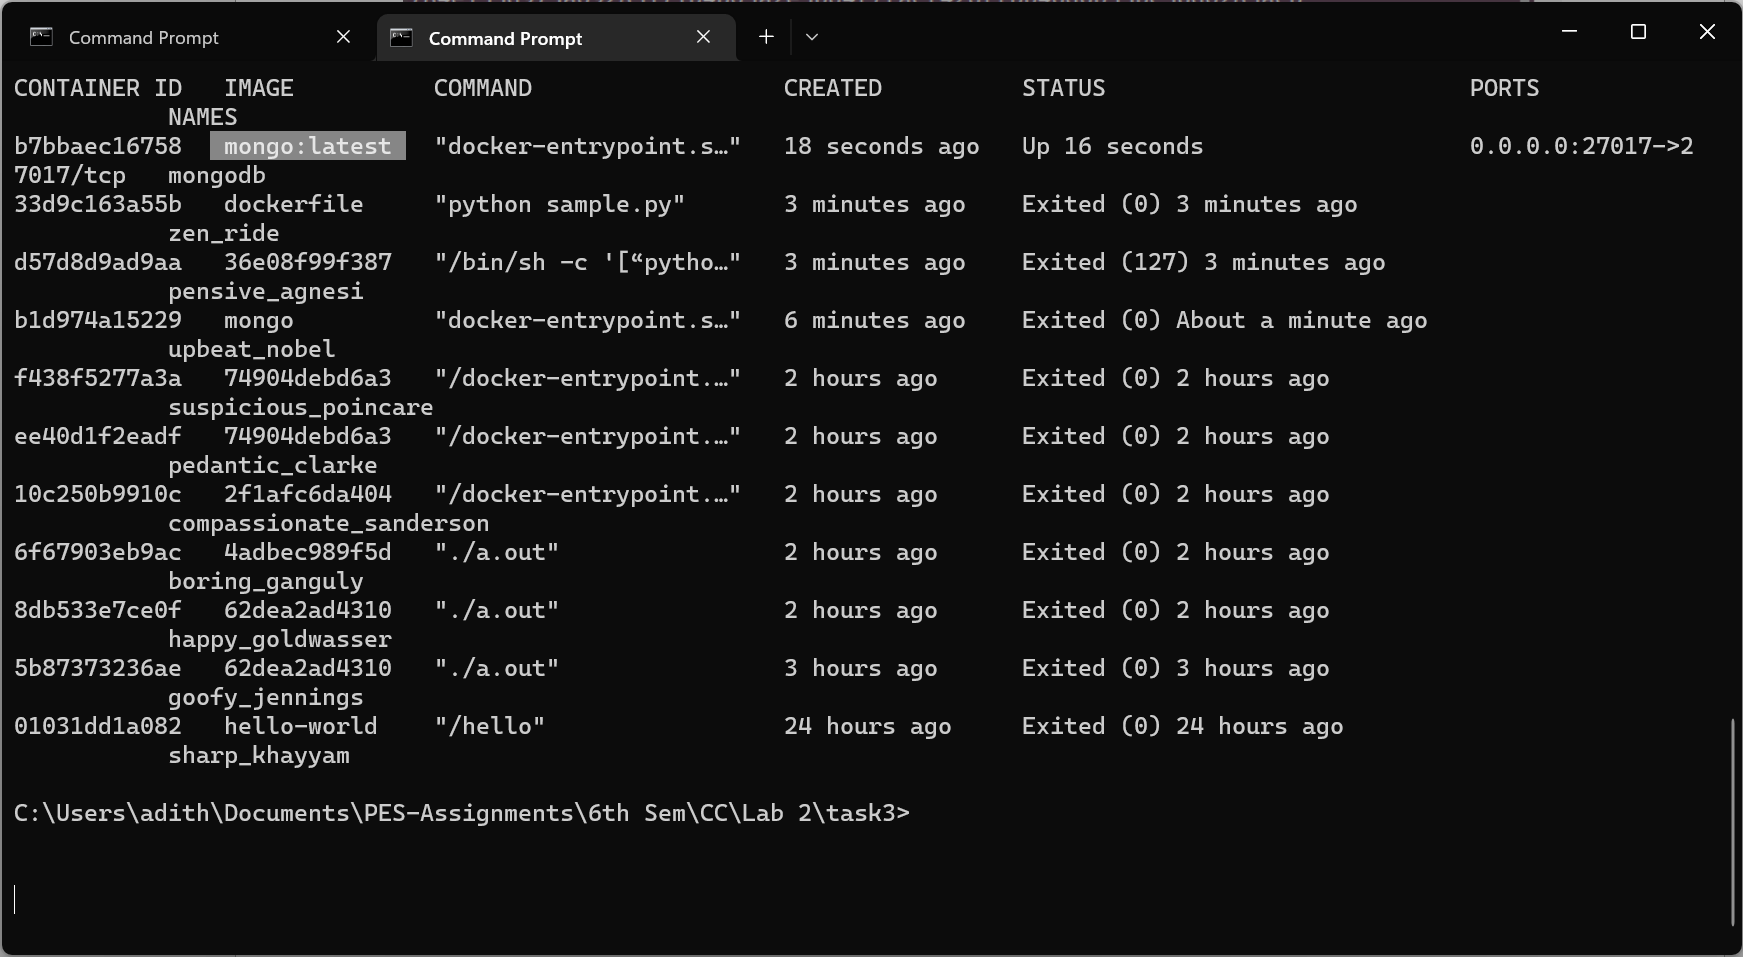 Command Prompt
Command Prompt
CONTAINER ID   IMAGE          COMMAND                  CREATED          STATUS                          PORTS
           NAMES
b7bbaec16758   mongo:latest   "docker-entrypoint.s…"   18 seconds ago   Up 16 seconds                   0.0.0.0:27017->2
7017/tcp   mongodb
33d9c163a55b   dockerfile     "python sample.py"       3 minutes ago    Exited (0) 3 minutes ago
           zen_ride
d57d8d9ad9aa   36e08f99f387   "/bin/sh -c '[“pytho…"   3 minutes ago    Exited (127) 3 minutes ago
           pensive_agnesi
b1d974a15229   mongo          "docker-entrypoint.s…"   6 minutes ago    Exited (0) About a minute ago
           upbeat_nobel
f438f5277a3a   74904debd6a3   "/docker-entrypoint.…"   2 hours ago      Exited (0) 2 hours ago
           suspicious_poincare
ee40d1f2eadf   74904debd6a3   "/docker-entrypoint.…"   2 hours ago      Exited (0) 2 hours ago
           pedantic_clarke
10c250b9910c   2f1afc6da404   "/docker-entrypoint.…"   2 hours ago      Exited (0) 2 hours ago
           compassionate_sanderson
6f67903eb9ac   4adbec989f5d   "./a.out"                2 hours ago      Exited (0) 2 hours ago
           boring_ganguly
8db533e7ce0f   62dea2ad4310   "./a.out"                2 hours ago      Exited (0) 2 hours ago
           happy_goldwasser
5b87373236ae   62dea2ad4310   "./a.out"                3 hours ago      Exited (0) 3 hours ago
           goofy_jennings
01031dd1a082   hello-world    "/hello"                 24 hours ago     Exited (0) 24 hours ago
           sharp_khayyam
C:\Users\adith\Documents\PES-Assignments\6th Sem\CC\Lab 2\task3>